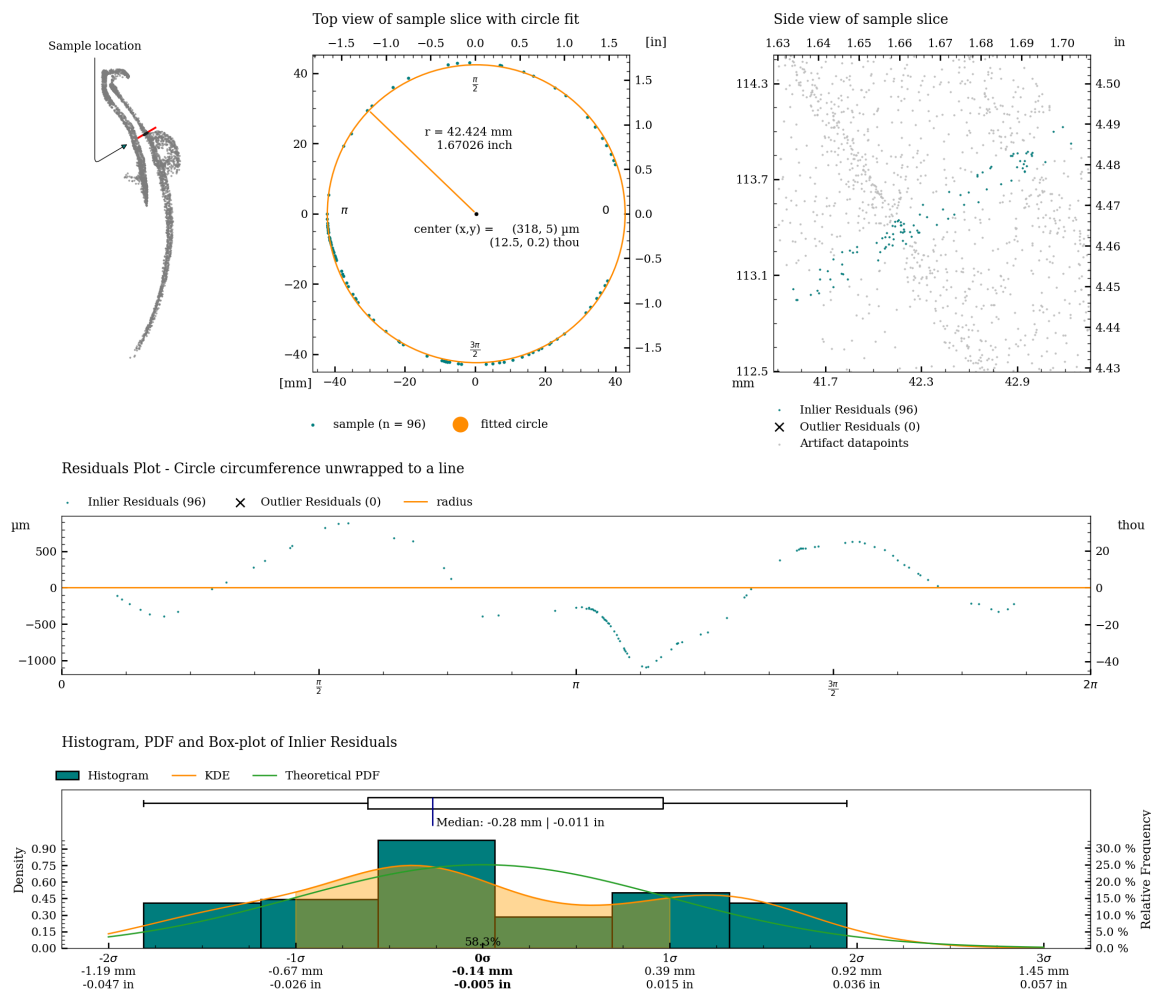 Sample location
Top view of sample slice with circle fit
−1.5 −1.2 −0.5 0.0 0.5 1.2 1.5 [in]
40 20 0 −20 −40
1.5 1.0 0.5 0.0 −0.5 −1.0 −1.5
π/2
r = 42.424 mm
1.67026 inch
π 0
center (x,y) = (318, 5) µm
(12.5, 0.2) thou
3π/2
[mm] −40 −20 0 20 40
sample (n = 96) fitted circle
Side view of sample slice
1.63 1.64 1.65 1.66 1.67 1.68 1.69 1.70 in
114.3 113.7 113.1 112.5
4.50 4.49 4.48 4.47 4.46 4.45 4.44 4.43
mm 41.7 42.3 42.9
Inlier Residuals (96)
Outlier Residuals (0)
Artifact datapoints
Residuals Plot - Circle circumference unwrapped to a line
Inlier Residuals (96) Outlier Residuals (0) radius
µm thou
500 0 −500 −1000
20 0 −20 −40
0 π/2 π 3π/2 2π
Histogram, PDF and Box-plot of Inlier Residuals
Histogram KDE Theoretical PDF
Median: -0.28 mm | -0.011 in
Density
0.90 0.75 0.60 0.45 0.30 0.15 0.00
Relative Frequency
30.0 % 25.0 % 20.0 % 15.0 % 10.0 % 5.0 % 0.0 %
58.3%
-2σ -1σ 0σ 1σ 2σ 3σ
-1.19 mm -0.67 mm -0.14 mm 0.39 mm 0.92 mm 1.45 mm
-0.047 in -0.026 in -0.005 in 0.015 in 0.036 in 0.057 in